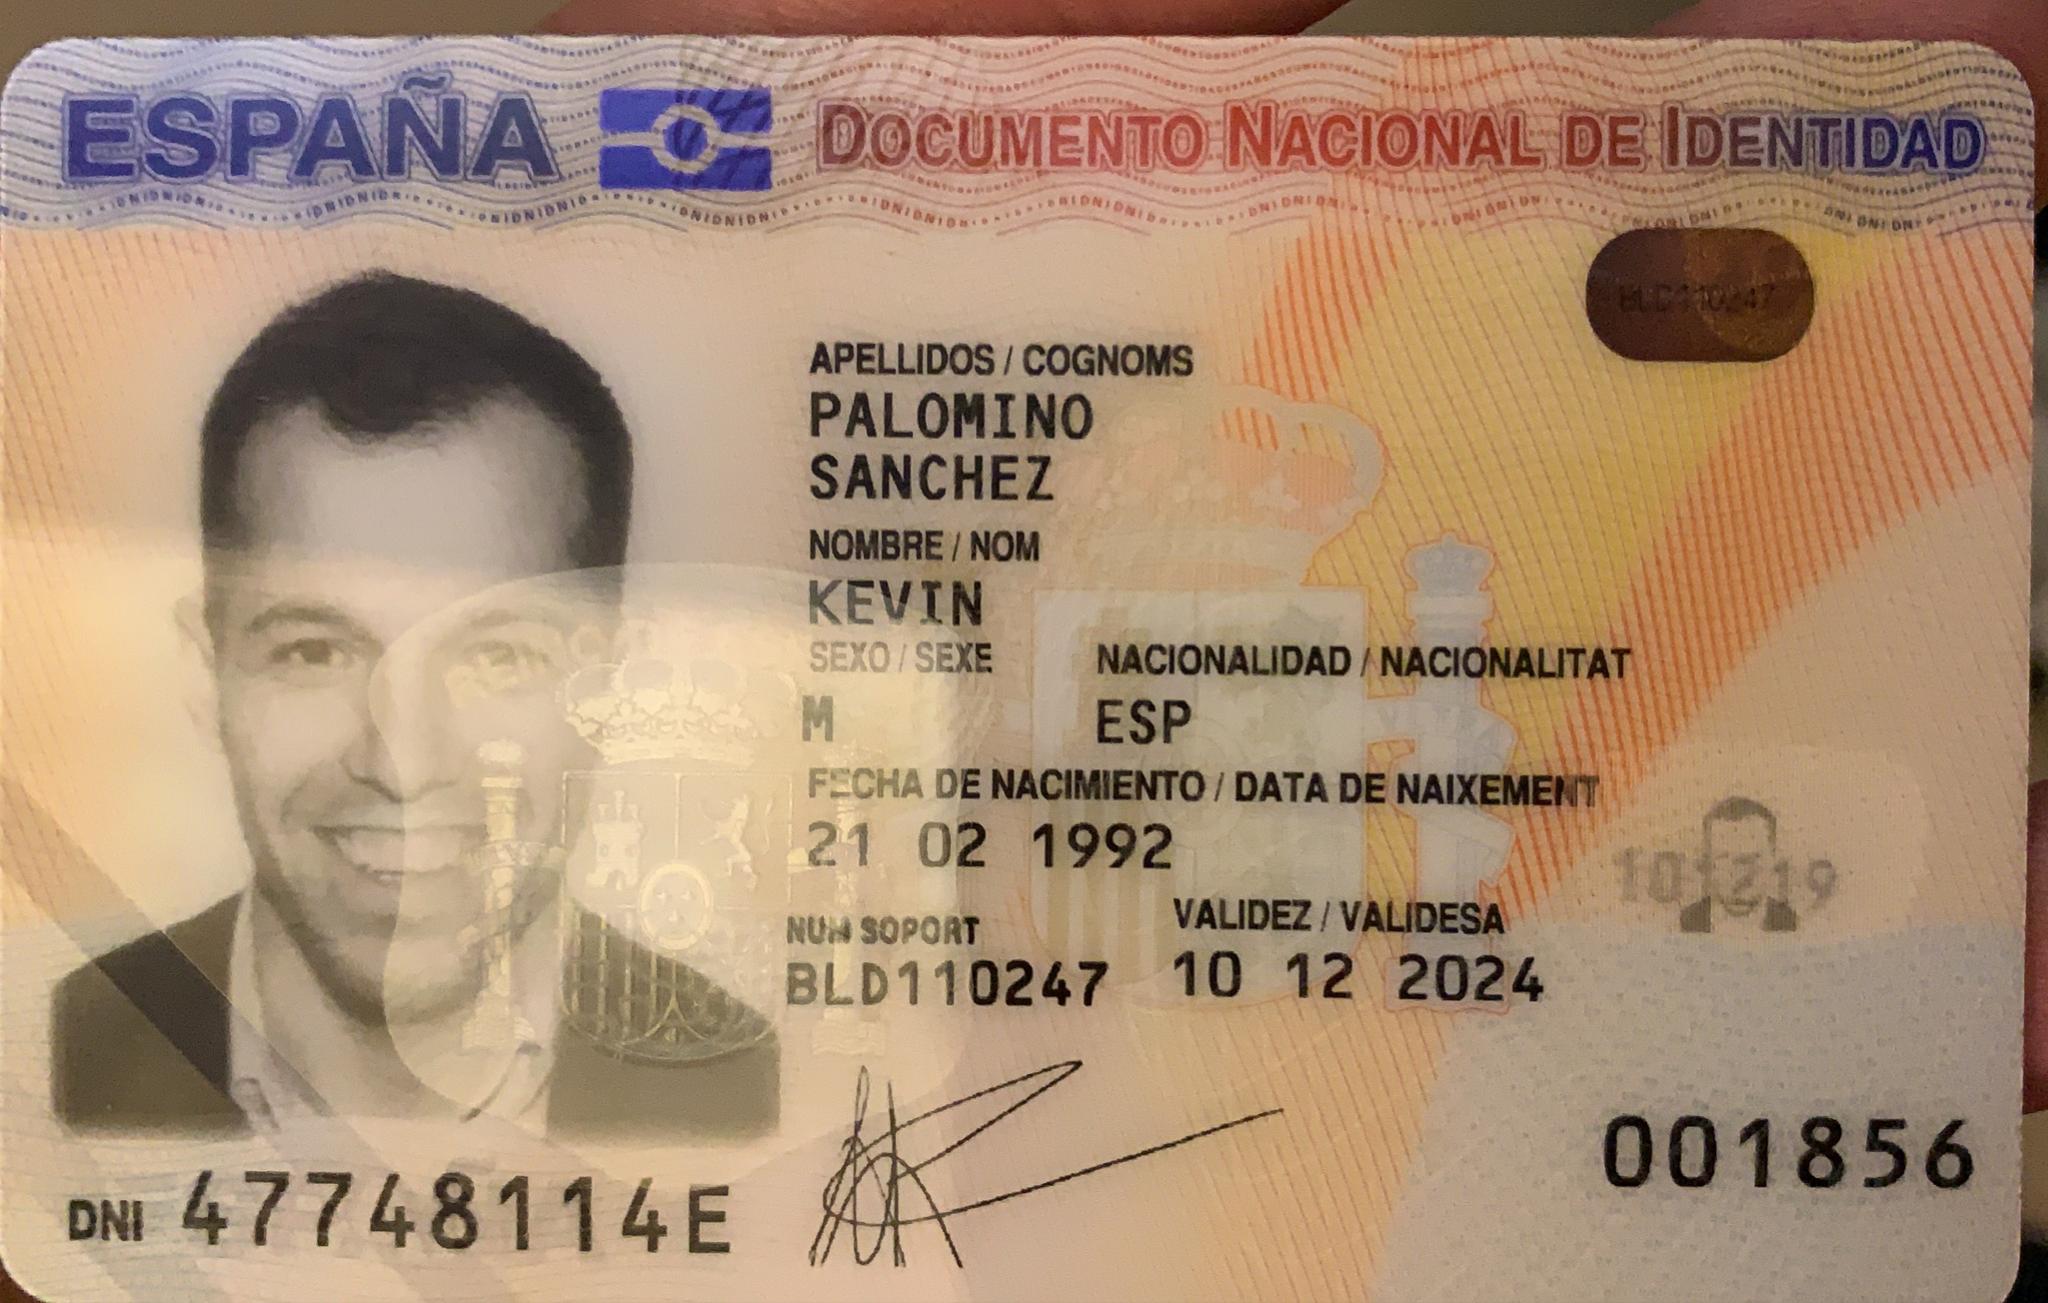 ESPAÑA DOCUMENTO NACIONAL DE IDENTIDAD
BLD110247
APELLIDOS / COGNOMS
PALOMINO
SANCHEZ
NOMBRE / NOM
KEVIN
SEXO / SEXE NACIONALIDAD / NACIONALITAT
M ESP
FECHA DE NACIMIENTO / DATA DE NAIXEMENT
21 02 1992
NUM SOPORT VALIDEZ / VALIDESA
BLD110247 10 12 2024
001856
DNI 47748114E